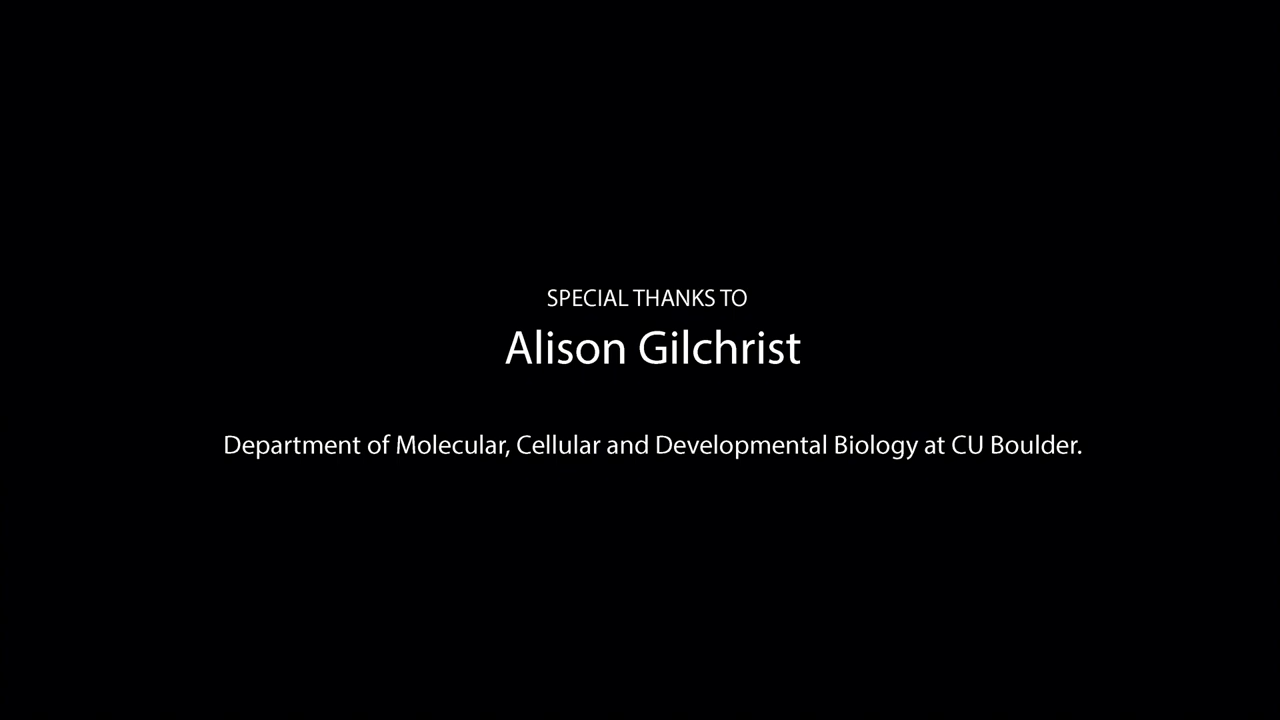 SPECIAL THANKS TO
Alison Gilchrist
Department of Molecular, Cellular and Developmental Biology at CU Boulder.